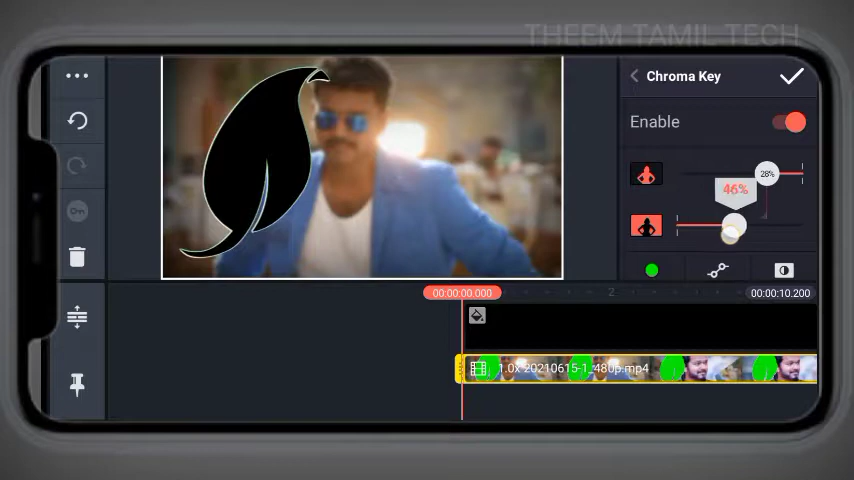 THEEM TAMIL TECH
Chroma Key
Enable
28%
46%
00:00:00.000
2
00:00:10.200
1.0x 20210615-1_480p.mp4